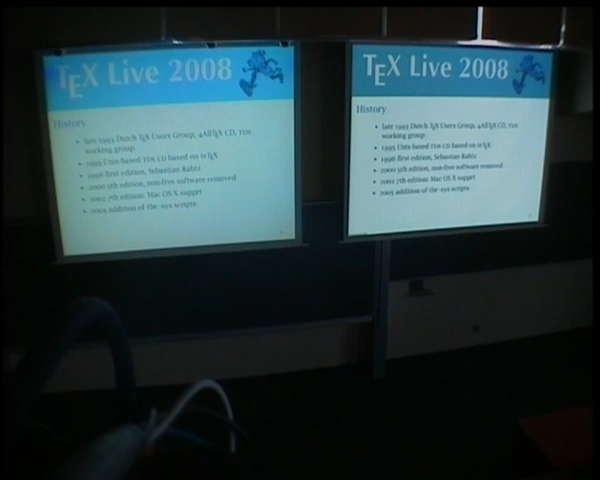 TEX Live 2008
History
late 1993 Dutch TEX Users Group, 4AllTEX CD, TDS
working group
1995 Unix-based TDS CD based on teTEX
1996 first edition, Sebastian Rahtz
2000 5th edition, non-free software removed
2002 7th edition: Mac OS X support
2003 addition of the -sys scripts
TEX Live 2008
History
late 1993 Dutch TEX Users Group, 4AllTEX CD, TDS
working group
1995 Unix-based TDS CD based on teTEX
1996 first edition, Sebastian Rahtz
2000 5th edition, non-free software removed
2002 7th edition: Mac OS X support
2003 addition of the -sys scripts